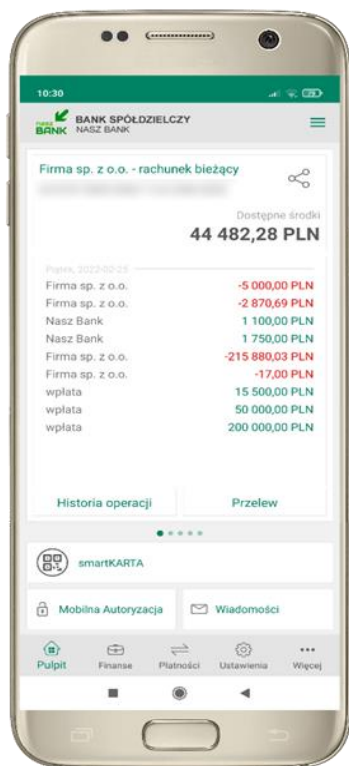 10:30
nasz BANK BANK SPÓŁDZIELCZY
NASZ BANK
Firma sp. z o.o. - rachunek bieżący
Dostępne środki
44 482,28 PLN
Piątek, 2022-02-25
Firma sp. z o.o. -5 000,00 PLN
Firma sp. z o.o. -2 870,69 PLN
Nasz Bank 1 100,00 PLN
Nasz Bank 1 750,00 PLN
Firma sp. z o.o. -215 880,03 PLN
Firma sp. z o.o. -17,00 PLN
wpłata 15 500,00 PLN
wpłata 50 000,00 PLN
wpłata 200 000,00 PLN
Historia operacji Przelew
smartKARTA
Mobilna Autoryzacja Wiadomości
Pulpit Finanse Płatności Ustawienia Więcej